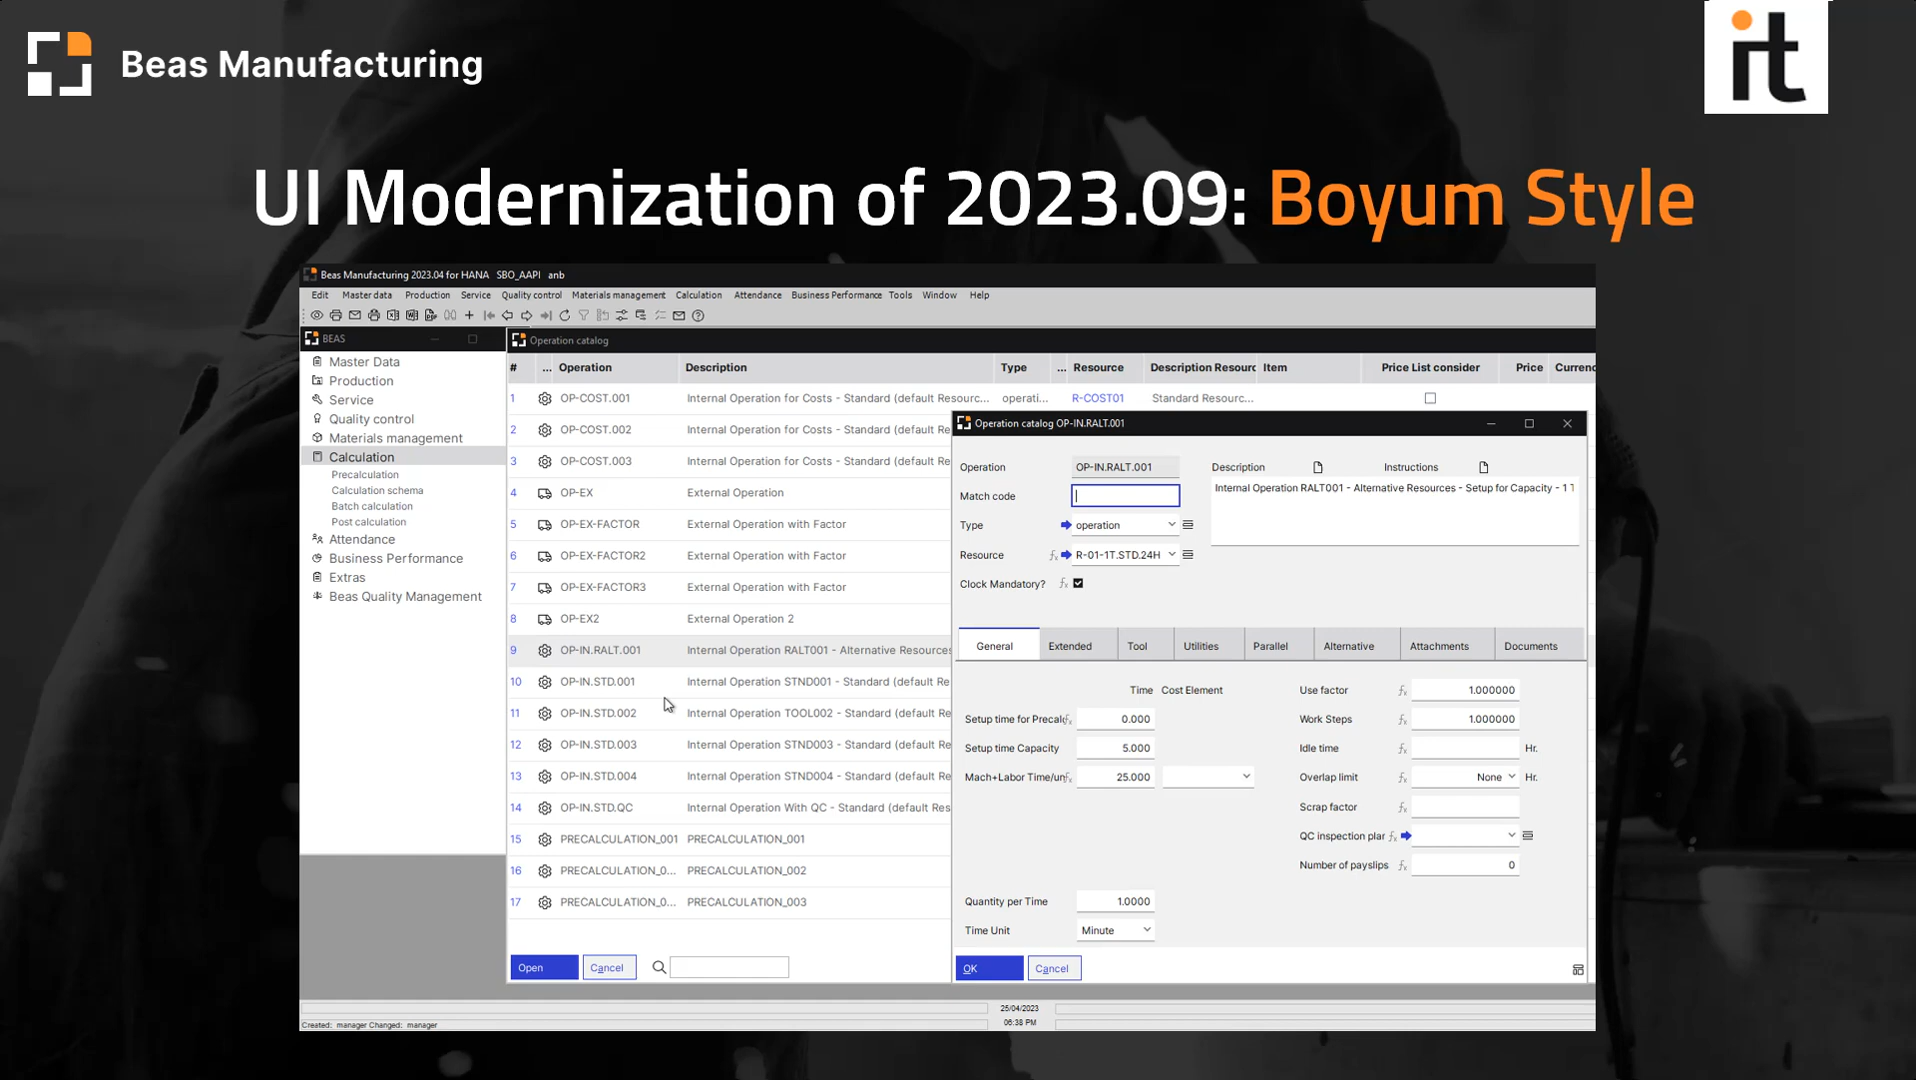 Beas Manufacturing
it
UI Modernization of 2023.09: Boyum Style
Beas Manufacturing 2023.04 for HANA SBO_AAPI anb
Edit Master data Production Service Quality control Materials management Calculation Attendance Business Performance Tools Window Help
BEAS
Master Data
Production
Service
Quality control
Materials management
Calculation
Precalculation
Calculation schema
Batch calculation
Post calculation
Attendance
Business Performance
Extras
Beas Quality Management
Operation catalog
# ... Operation Description Type ... Resource Description Resourc Item Price List consider Price Currenc
1 OP-COST.001 Internal Operation for Costs - Standard (default Resourc... operati... R-COST01 Standard Resourc...
2 OP-COST.002 Internal Operation for Costs - Standard (default Re
3 OP-COST.003 Internal Operation for Costs - Standard (default Re
4 OP-EX External Operation
5 OP-EX-FACTOR External Operation with Factor
6 OP-EX-FACTOR2 External Operation with Factor
7 OP-EX-FACTOR3 External Operation with Factor
8 OP-EX2 External Operation 2
9 OP-IN.RALT.001 Internal Operation RALT001 - Alternative Resources
10 OP-IN.STD.001 Internal Operation STND001 - Standard (default Re
11 OP-IN.STD.002 Internal Operation TOOL002 - Standard (default Re
12 OP-IN.STD.003 Internal Operation STND003 - Standard (default Re
13 OP-IN.STD.004 Internal Operation STND004 - Standard (default Re
14 OP-IN.STD.QC Internal Operation With QC - Standard (default Res
15 PRECALCULATION_001 PRECALCULATION_001
16 PRECALCULATION_0... PRECALCULATION_002
17 PRECALCULATION_0... PRECALCULATION_003
Open Cancel
Operation catalog OP-IN.RALT.001
Operation OP-IN.RALT.001 Description Instructions
Match code
Internal Operation RALT001 - Alternative Resources - Setup for Capacity - 1 T
Type operation
Resource fx R-01-1T.STD.24H
Clock Mandatory? fx
General Extended Tool Utilities Parallel Alternative Attachments Documents
Time Cost Element Use factor fx 1.000000
Setup time for Precalc fx 0.000 Work Steps fx 1.000000
Setup time Capacity 5.000 Idle time fx Hr.
Mach+Labor Time/un fx 25.000 Overlap limit fx None Hr.
Scrap factor
QC inspection plan fx
Number of payslips fx 0
Quantity per Time 1.0000
Time Unit Minute
OK Cancel
25/04/2023
06:38 PM
Created: manager Changed: manager